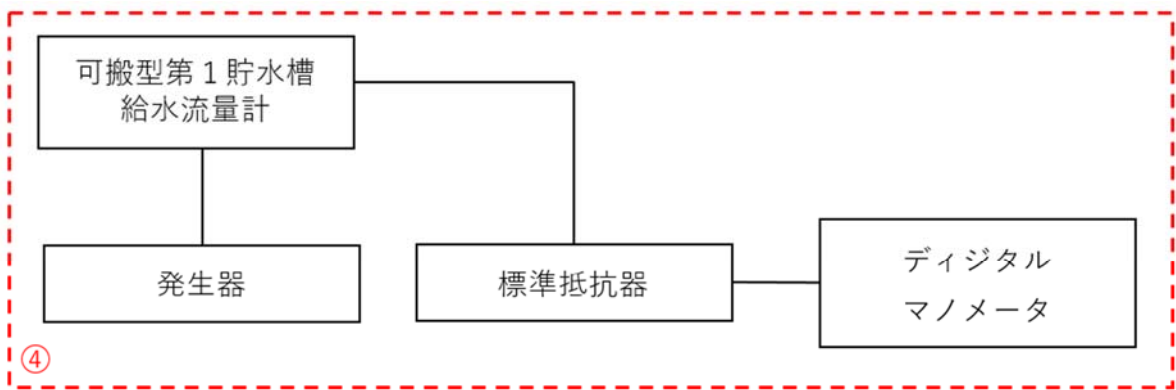 可搬型第１貯水槽
給水流量計
発生器
標準抵抗器
ディジタル
マノメータ
④